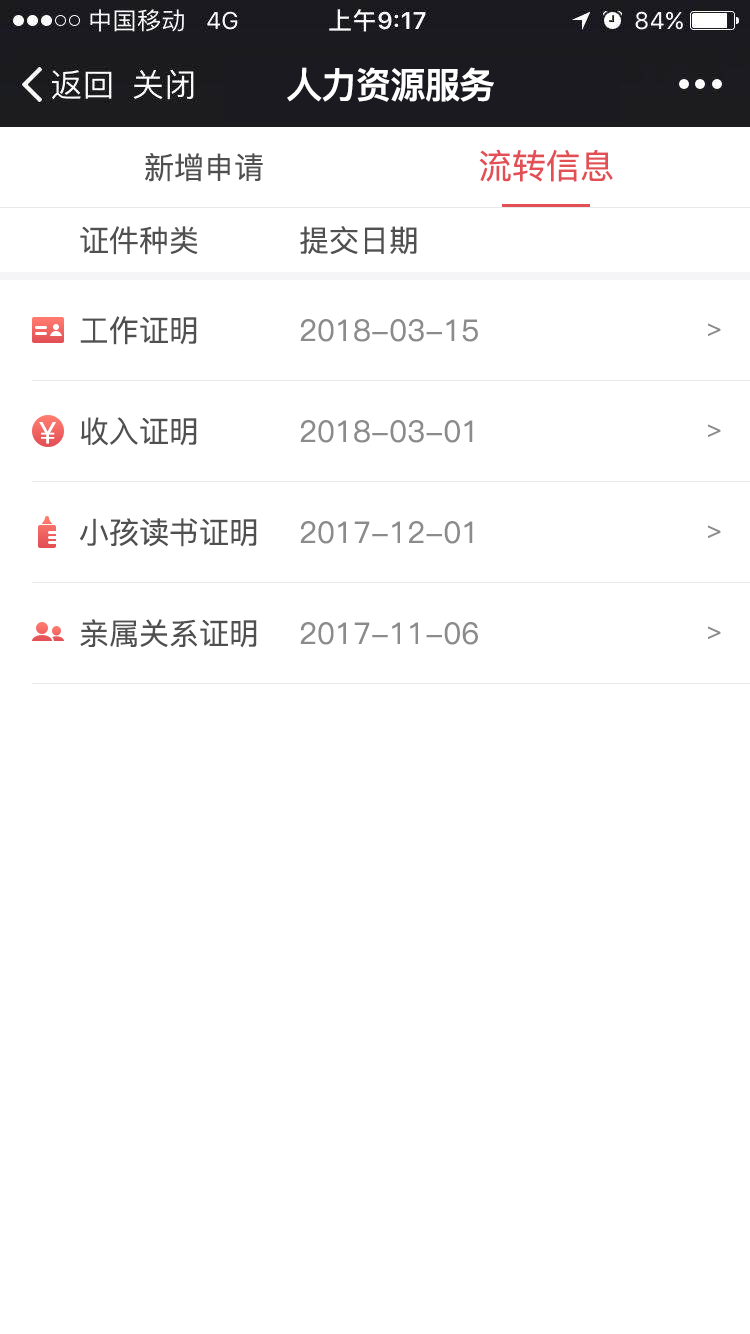 中国移动 4G 上午9:17 84%
返回 关闭 人力资源服务
新增申请 流转信息
证件种类 提交日期
工作证明 2018-03-15 >
¥ 收入证明 2018-03-01 >
小孩读书证明 2017-12-01 >
亲属关系证明 2017-11-06 >